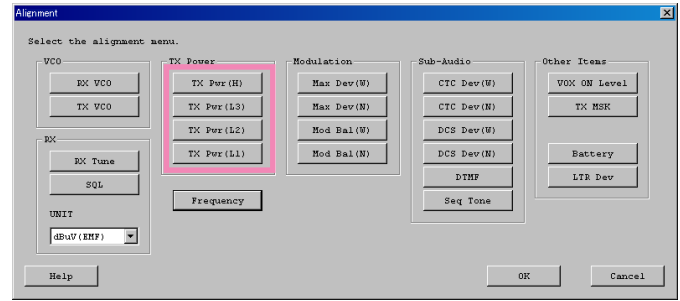 Alignment
Select the alignment menu.
VCO
RX VCO
TX VCO
RX
RX Tune
SQL
UNIT
dBuV(EMF)
TX Power
TX Pwr(H)
TX Pwr(L3)
TX Pwr(L2)
TX Pwr(L1)
Frequency
Modulation
Max Dev(W)
Max Dev(N)
Mod Bal(W)
Mod Bal(N)
Sub-Audio
CTC Dev(W)
CTC Dev(N)
DCS Dev(W)
DCS Dev(N)
DTMF
Seq Tone
Other Items
VOX ON Level
TX MSK
Battery
LTR Dev
Help
OK
Cancel